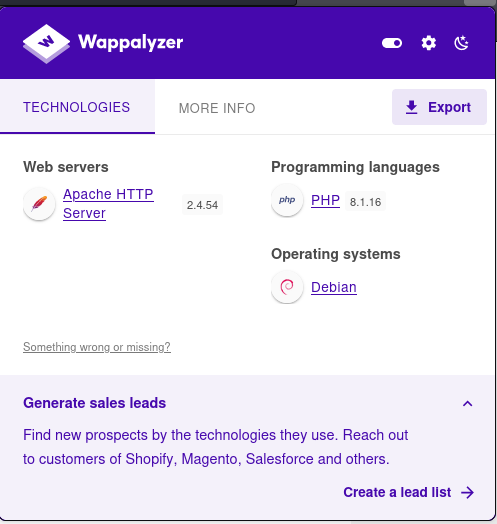 Wappalyzer
TECHNOLOGIES
MORE INFO
Export
Web servers
Apache HTTP
Server
2.4.54
Programming languages
php
PHP
8.1.16
Operating systems
Debian
Something wrong or missing?
Generate sales leads
Find new prospects by the technologies they use. Reach out
to customers of Shopify, Magento, Salesforce and others.
Create a lead list